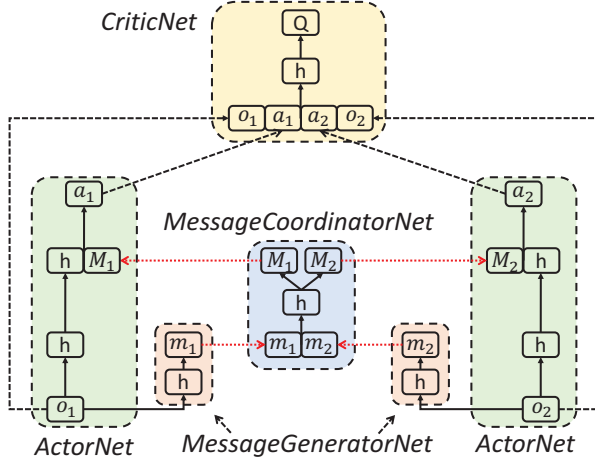 CriticNet
Q
h
o₁ a₁ a₂ o₂
a₁
a₂
MessageCoordinatorNet
h M₁
M₁ M₂
M₂ h
h
h
m₁
m₁ m₂
m₂
h
h
h
o₁
o₂
ActorNet
MessageGeneratorNet
ActorNet